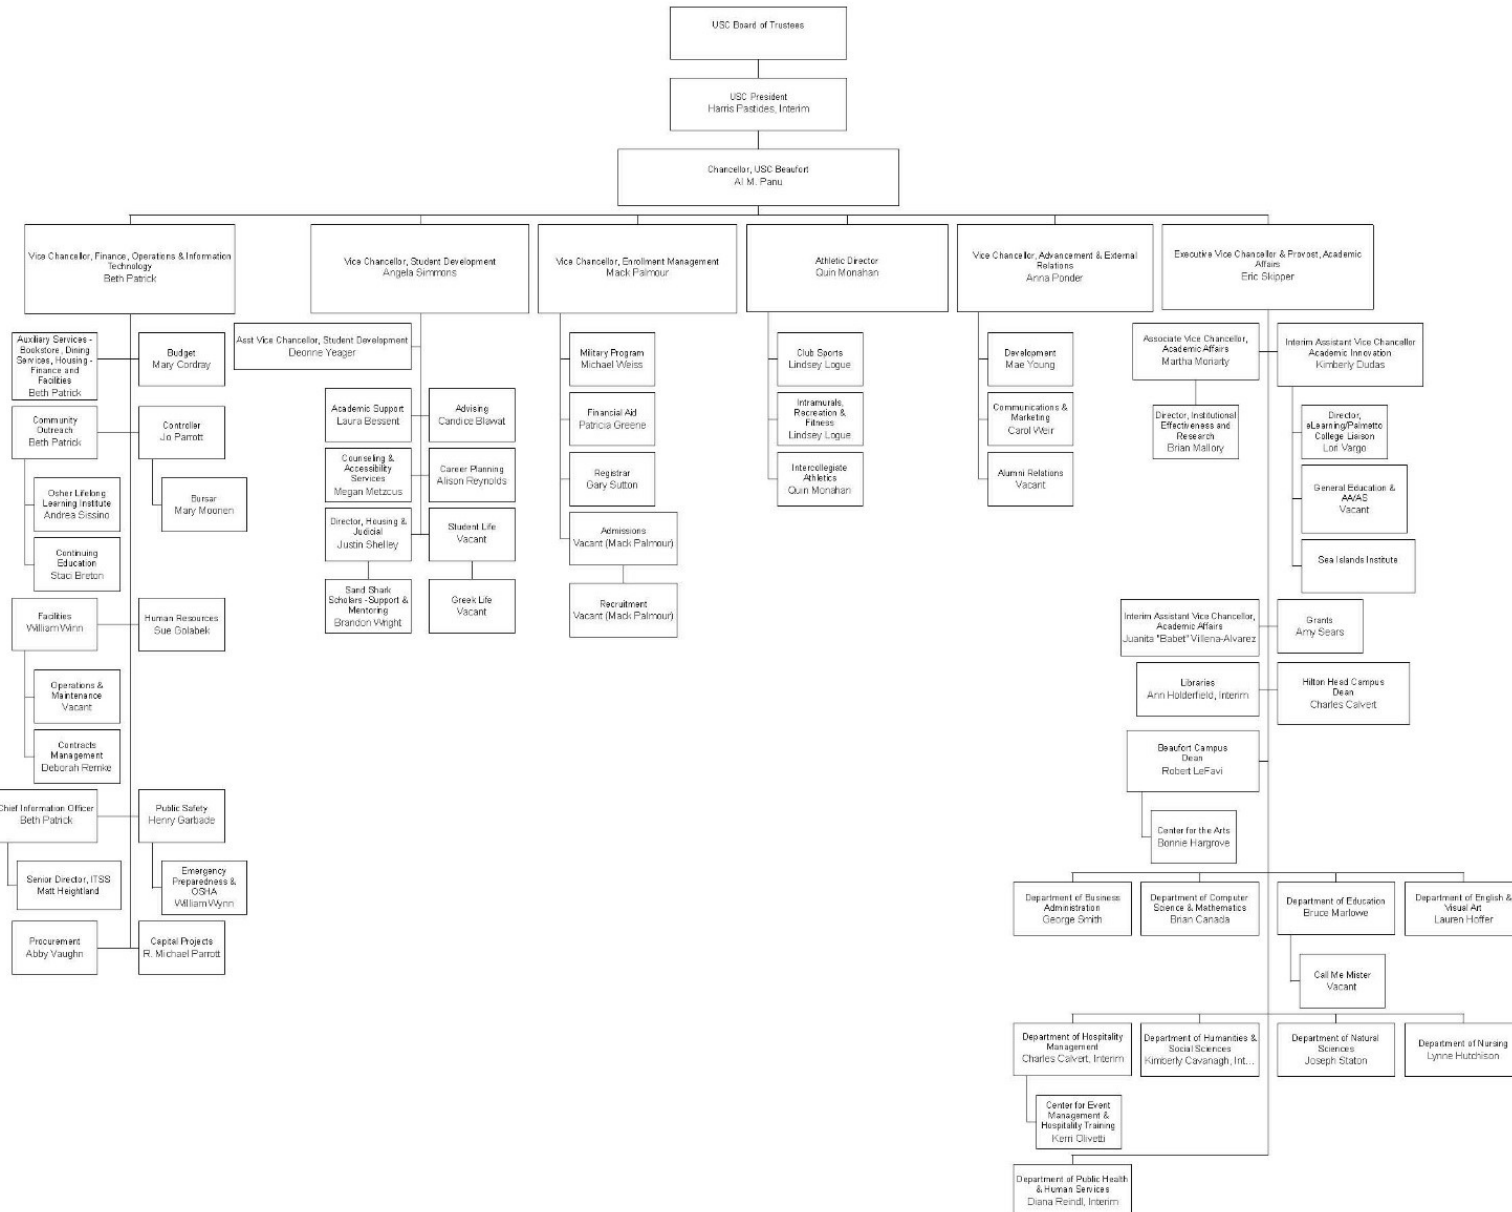 USC Board of Trustees
USC President
Harris Pastides, Interim
Chancellor, USC Beaufort
Al M. Panu
Vice Chancellor, Finance, Operations & Information
Technology
Beth Patrick
Vice Chancellor, Student Development
Angela Simmons
Vice Chancellor, Enrollment Management
Mack Palmour
Athletic Director
Quin Monahan
Vice Chancellor, Advancement & External
Relations
Anna Ponder
Executive Vice Chancellor & Provost, Academic
Affairs
Eric Skipper
Auxiliary Services -
Bookstore, Dining
Services, Housing -
Finance and
Facilities
Beth Patrick
Budget
Mary Cordray
Community
Outreach
Beth Patrick
Controller
Jo Parrott
Osher Lifelong
Learning Institute
Andrea Sissino
Bursar
Mary Moonen
Continuing
Education
Staci Breton
Facilities
William Winn
Human Resources
Sue Golabek
Operations &
Maintenance
Vacant
Contracts
Management
Deborah Remke
Chief Information Officer
Beth Patrick
Public Safety
Henry Garbade
Senior Director, ITSS
Matt Heightland
Emergency
Preparedness &
OSHA
William Wynn
Procurement
Abby Vaughn
Capital Projects
R. Michael Parrott
Asst Vice Chancellor, Student Development
Deonne Yeager
Academic Support
Laura Bessent
Advising
Candice Blawat
Counseling &
Accessibility
Services
Megan Metzcus
Career Planning
Alison Reynolds
Director, Housing &
Judicial
Justin Shelley
Student Life
Vacant
Sand Shark
Scholars -Support &
Mentoring
Brandon Wright
Greek Life
Vacant
Military Program
Michael Weiss
Financial Aid
Patricia Greene
Registrar
Gary Sutton
Admissions
Vacant (Mack Palmour)
Recruitment
Vacant (Mack Palmour)
Club Sports
Lindsey Logue
Intramurals,
Recreation &
Fitness
Lindsey Logue
Intercollegiate
Athletics
Quin Monahan
Development
Mae Young
Communications &
Marketing
Carol Weir
Alumni Relations
Vacant
Associate Vice Chancellor,
Academic Affairs
Martha Moriarty
Interim Assistant Vice Chancellor
Academic Innovation
Kimberly Dudas
Director, Institutional
Effectiveness and
Research
Brian Mallory
Director,
eLearning/Palmetto
College Liaison
Lori Vargo
General Education &
AA/AS
Vacant
Sea Islands Institute
Interim Assistant Vice Chancellor,
Academic Affairs
Juanita "Babet" Villena-Alvarez
Grants
Amy Sears
Libraries
Ann Holderfield, Interim
Hilton Head Campus
Dean
Charles Calvert
Beaufort Campus
Dean
Robert LeFavi
Center for the Arts
Bonnie Hargrove
Department of Business
Administration
George Smith
Department of Computer
Science & Mathematics
Brian Canada
Department of Education
Bruce Marlowe
Department of English &
Visual Art
Lauren Hoffer
Call Me Mister
Vacant
Department of Hospitality
Management
Charles Calvert, Interim
Department of Humanities &
Social Sciences
Kimberly Cavanagh, Int...
Department of Natural
Sciences
Joseph Staton
Department of Nursing
Lynne Hutchison
Center for Event
Management &
Hospitality Training
Kerri Olivetti
Department of Public Health
& Human Services
Diana Reindl, Interim